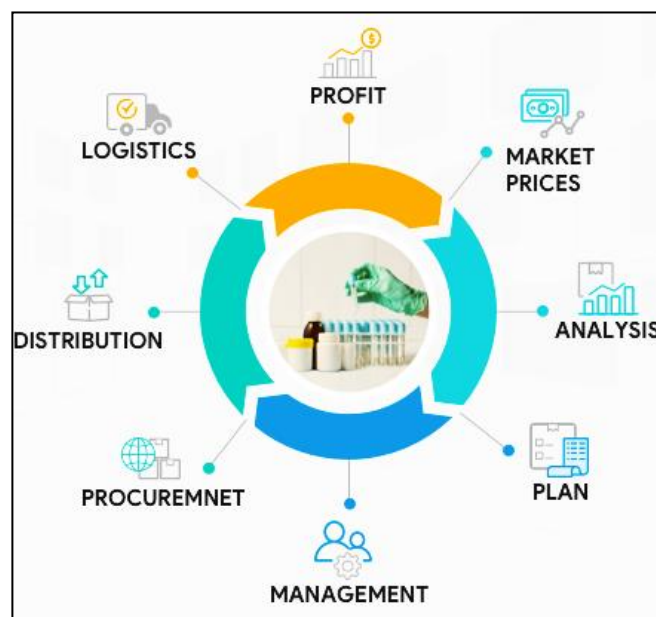 PROFIT
LOGISTICS
MARKET
PRICES
DISTRIBUTION
ANALYSIS
PROCUREMNET
PLAN
MANAGEMENT